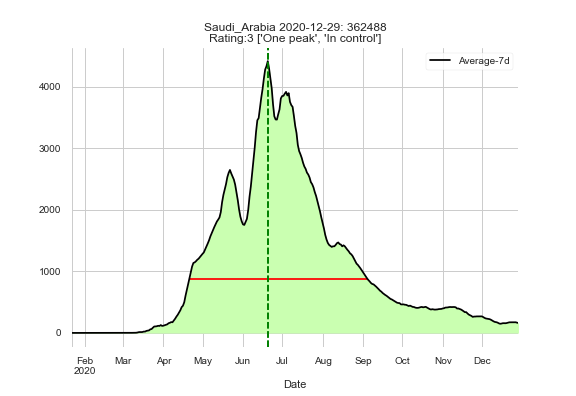 Saudi_Arabia 2020-12-29: 362488
Rating:3 ['One peak', 'In control']
Average-7d
4000
3000
2000
1000
0
Feb Mar Apr May Jun Jul Aug Sep Oct Nov Dec
2020
Date